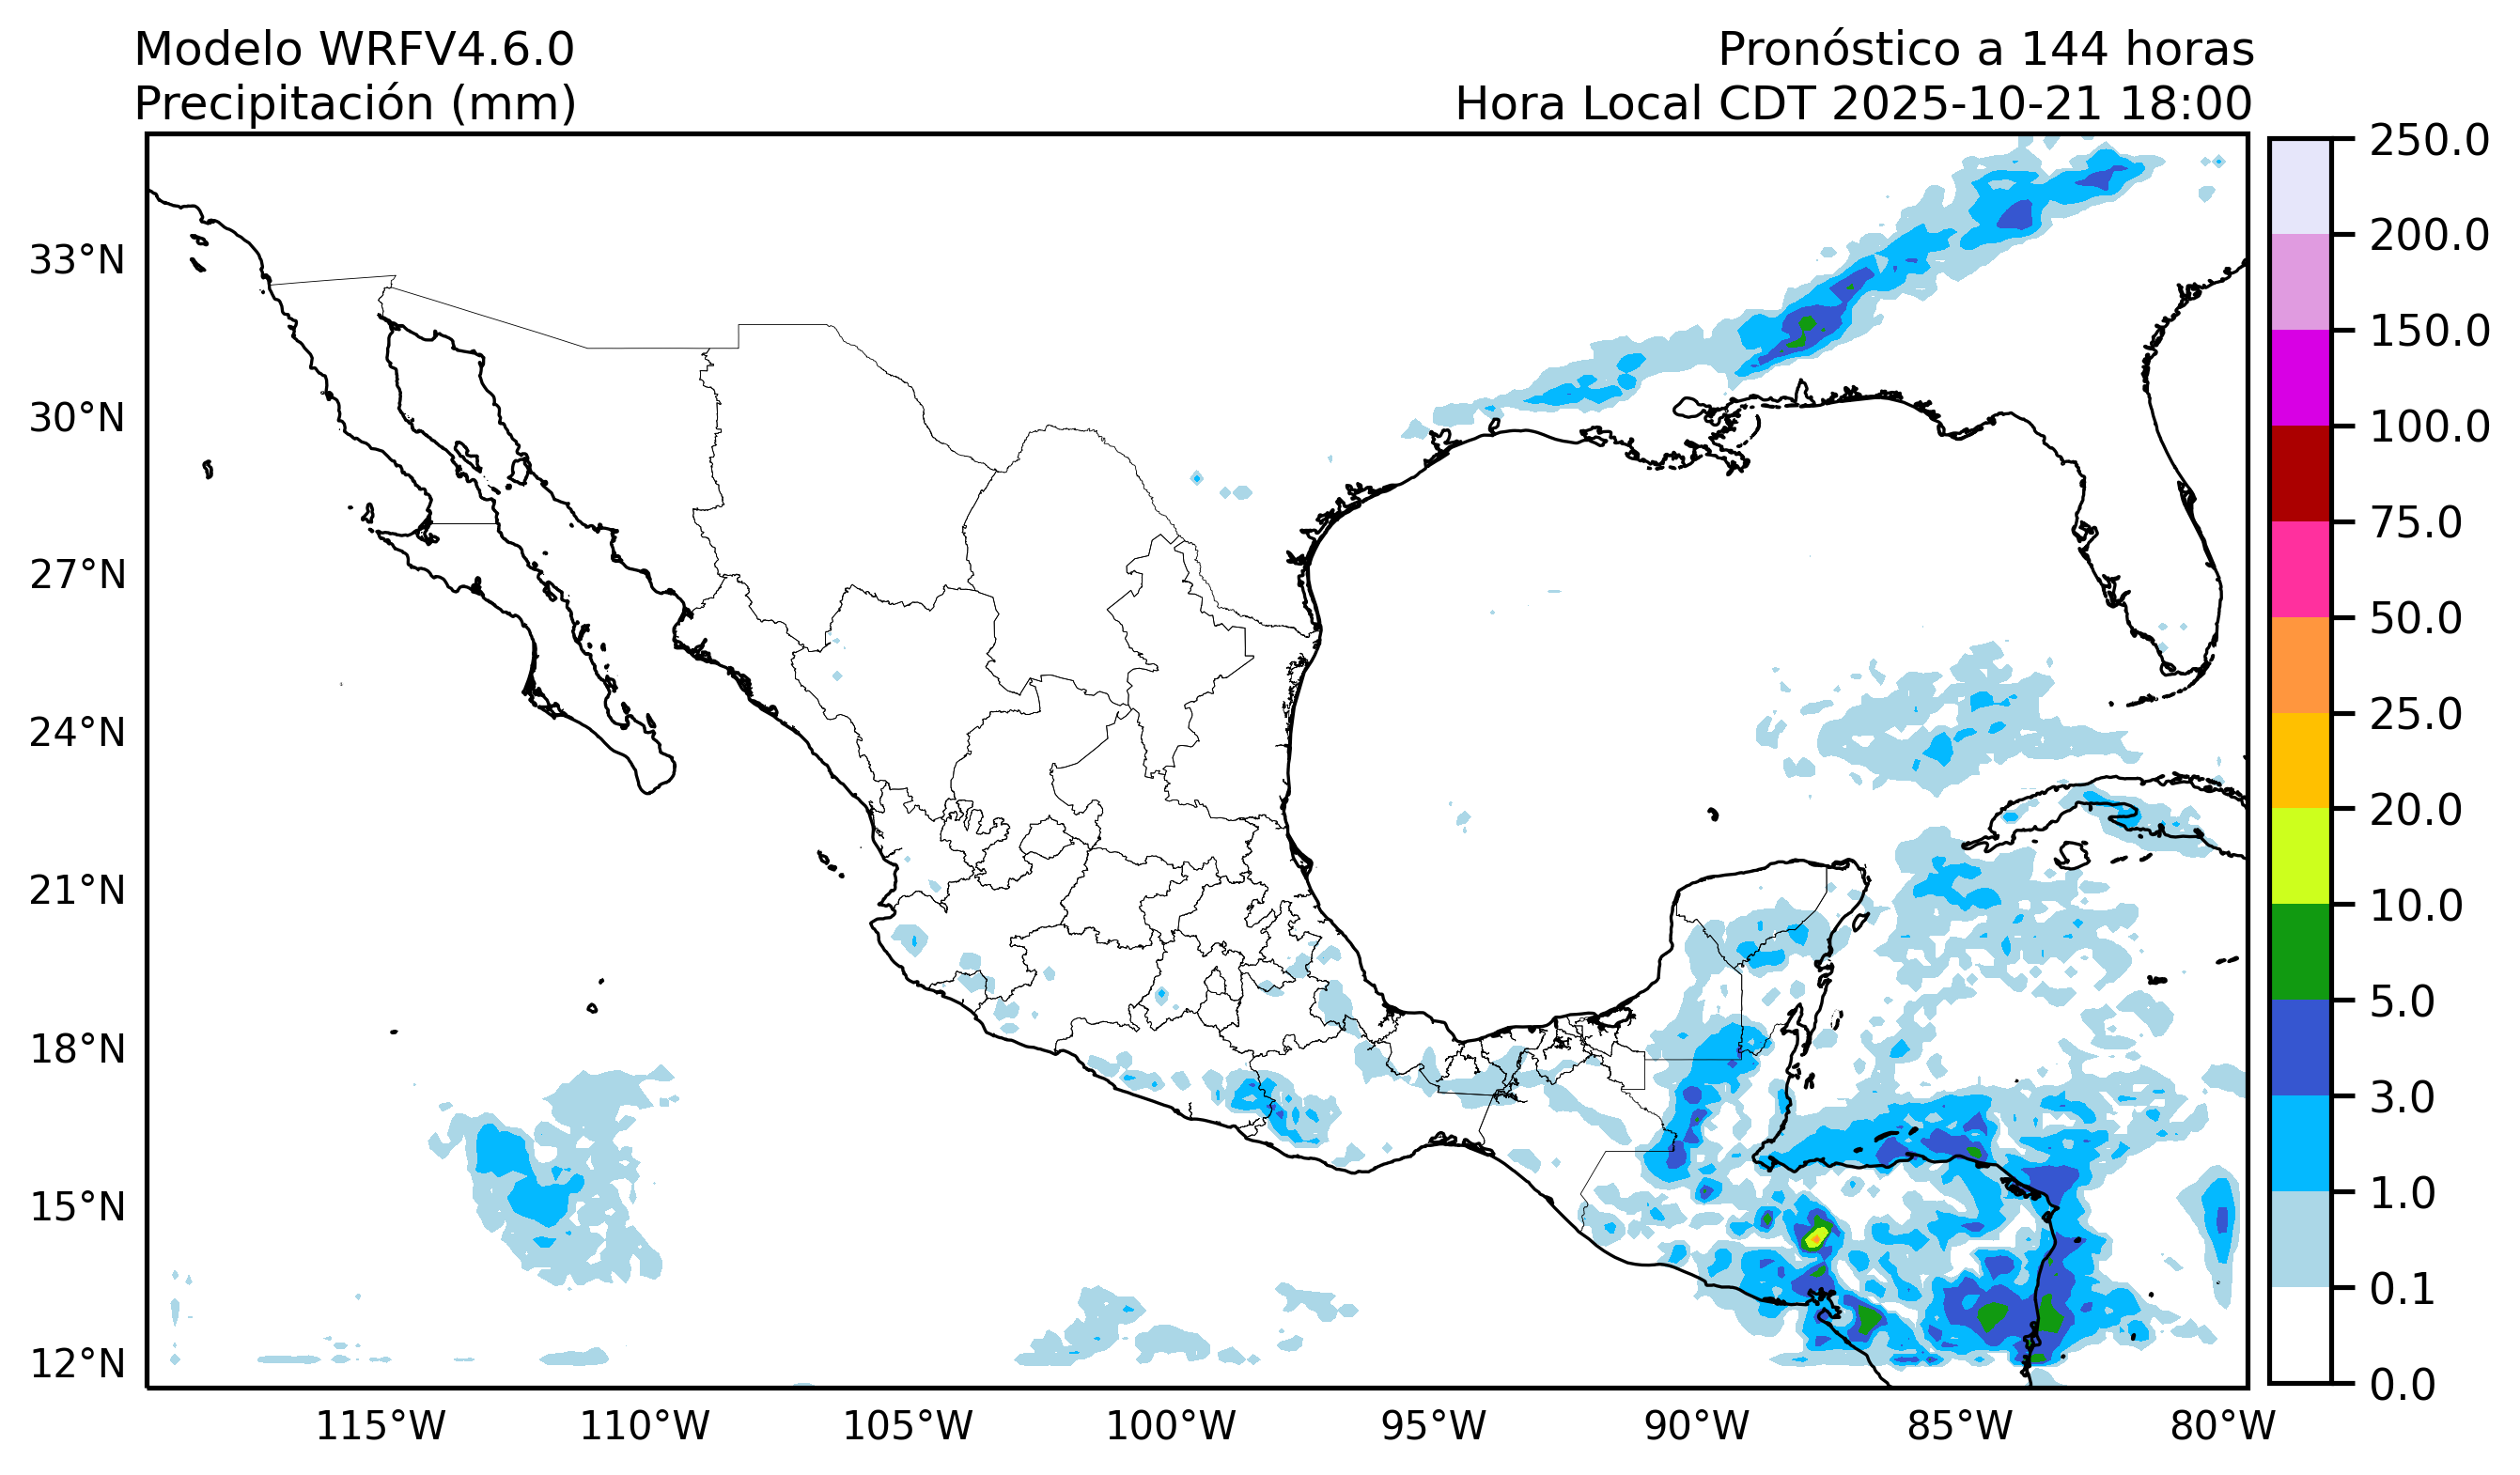 Modelo WRFV4.6.0
Precipitación (mm)
Pronóstico a 144 horas
Hora Local CDT 2025-10-21 18:00
33°N
30°N
27°N
24°N
21°N
18°N
15°N
12°N
115°W
110°W
105°W
100°W
95°W
90°W
85°W
80°W
250.0
200.0
150.0
100.0
75.0
50.0
25.0
20.0
10.0
5.0
3.0
1.0
0.1
0.0